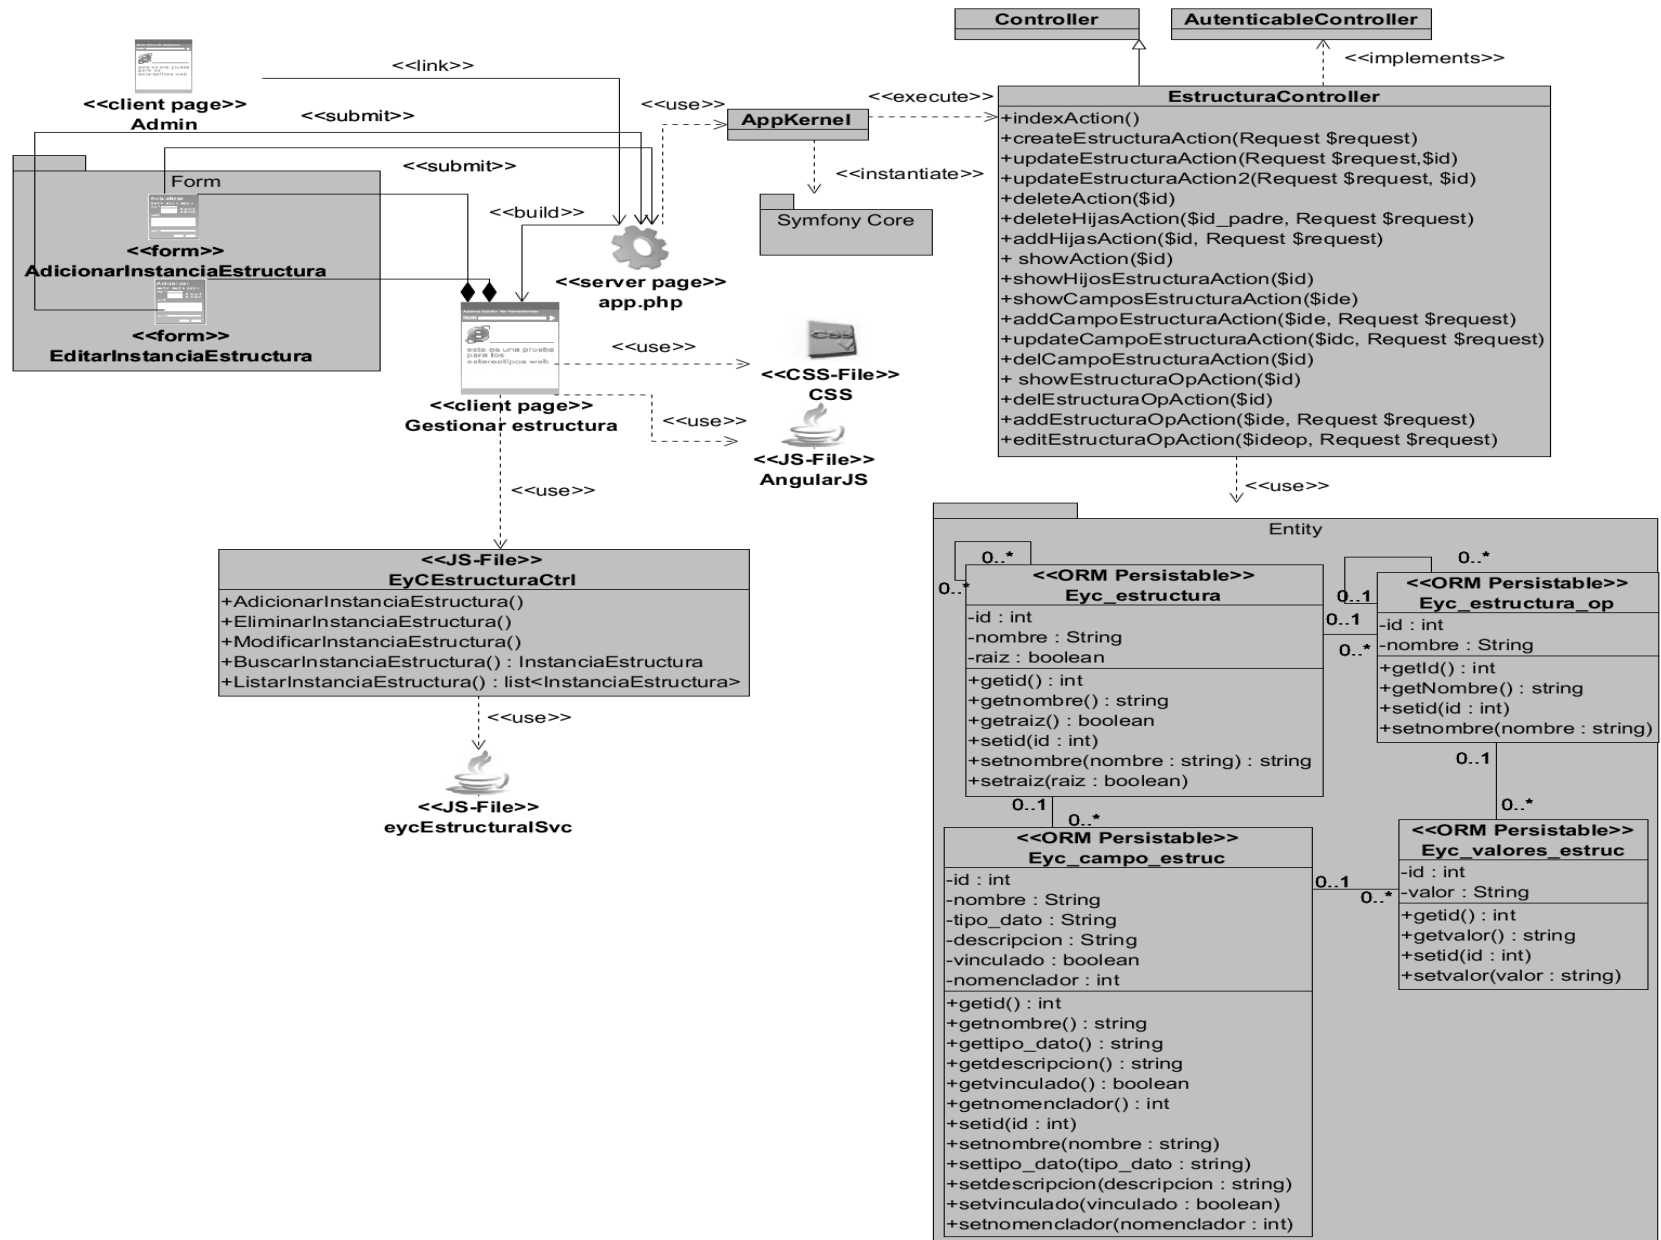 Controller
AutenticableController
<<implements>>
<<link>>
<<client page>>
Admin
<<submit>>
<<use>>
AppKernel
<<execute>>
EstructuraController
+indexAction()
+createEstructuraAction(Request $request)
+updateEstructuraAction(Request $request,$id)
+updateEstructuraAction2(Request $request, $id)
+deleteAction($id)
+deleteHijasAction($id_padre, Request $request)
+addHijasAction($id, Request $request)
+ showAction($id)
+showHijosEstructuraAction($id)
+showCamposEstructuraAction($ide)
+addCampoEstructuraAction($ide, Request $request)
+updateCampoEstructuraAction($idc, Request $request)
+delCampoEstructuraAction($id)
+ showEstructuraOpAction($id)
+delEstructuraOpAction($id)
+addEstructuraOpAction($ide, Request $request)
+editEstructuraOpAction($ideop, Request $request)
<<instantiate>>
Symfony Core
<<submit>>
Form
<<form>>
AdicionarInstanciaEstructura
<<form>>
EditarInstanciaEstructura
<<build>>
<<server page>>
app.php
esta es una prueba
para los
estereotipos web
<<client page>>
Gestionar estructura
<<use>>
CSS
<<CSS-File>>
CSS
<<use>>
<<JS-File>>
AngularJS
<<use>>
<<JS-File>>
EyCEstructuraCtrl
+AdicionarInstanciaEstructura()
+EliminarInstanciaEstructura()
+ModificarInstanciaEstructura()
+BuscarInstanciaEstructura() : InstanciaEstructura
+ListarInstanciaEstructura() : list<InstanciaEstructura>
<<use>>
<<JS-File>>
eycEstructuralSvc
<<use>>
Entity
0..*
0..*
<<ORM Persistable>>
Eyc_estructura
-id : int
-nombre : String
-raiz : boolean
+getid() : int
+getnombre() : string
+getraiz() : boolean
+setid(id : int)
+setnombre(nombre : string) : string
+setraiz(raiz : boolean)
0..*
0..1
0..1
0..*
<<ORM Persistable>>
Eyc_estructura_op
-id : int
-nombre : String
+getId() : int
+getNombre() : string
+setid(id : int)
+setnombre(nombre : string)
0..1
0..*
0..1
0..*
<<ORM Persistable>>
Eyc_campo_estruc
-id : int
-nombre : String
-tipo_dato : String
-descripcion : String
-vinculado : boolean
-nomenclador : int
+getid() : int
+getnombre() : string
+gettipo_dato() : string
+getdescripcion() : string
+getvinculado() : boolean
+getnomenclador() : int
+setid(id : int)
+setnombre(nombre : string)
+settipo_dato(tipo_dato : string)
+setdescripcion(descripcion : string)
+setvinculado(vinculado : boolean)
+setnomenclador(nomenclador : int)
0..1
0..*
<<ORM Persistable>>
Eyc_valores_estruc
-id : int
-valor : String
+getid() : int
+getvalor() : string
+setid(id : int)
+setvalor(valor : string)